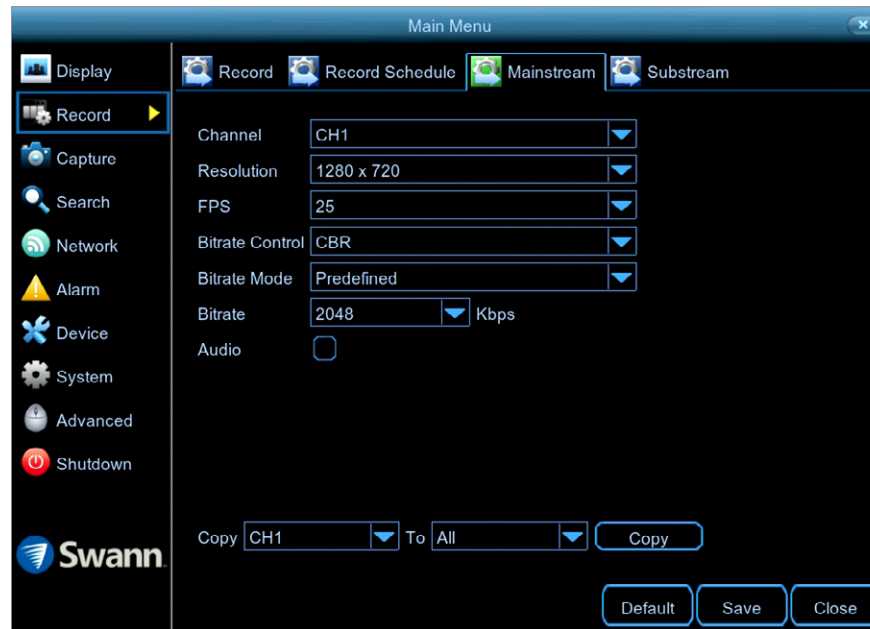 Main Menu
Display
Record
Capture
Search
Network
Alarm
Device
System
Advanced
Shutdown
Swann
Record Record Schedule Mainstream Substream
Channel CH1
Resolution 1280 x 720
FPS 25
Bitrate Control CBR
Bitrate Mode Predefined
Bitrate 2048 Kbps
Audio
Copy CH1 To All Copy
Default Save Close